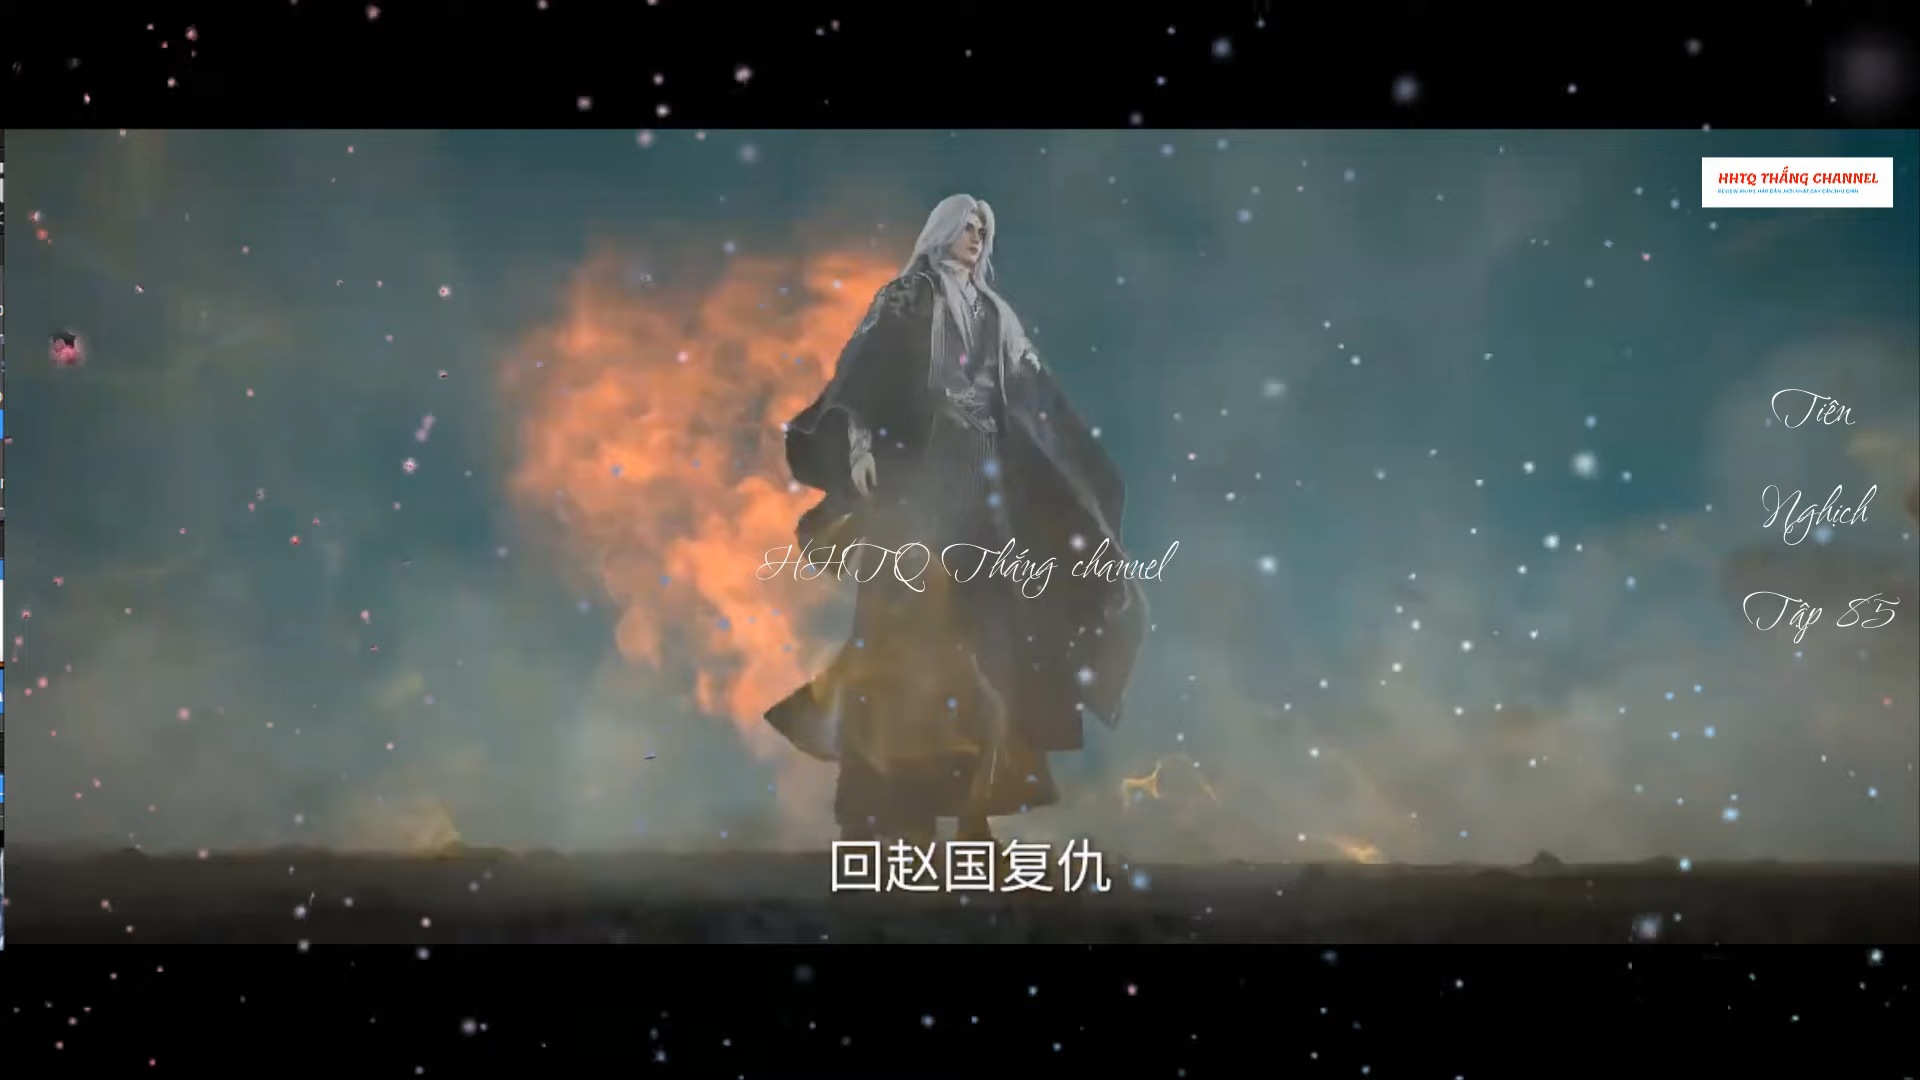 HHTQ THẮNG CHANNEL
Tiên
Nghịch
HHTQ Thắng channel
Tập 85
回赵国复仇